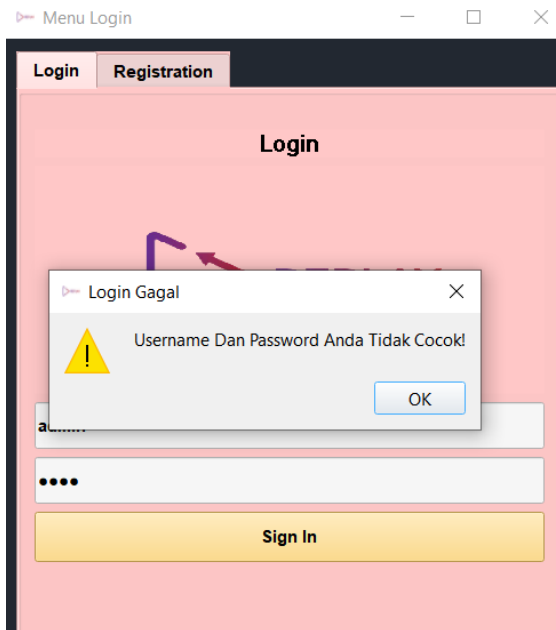 Menu Login
Login
Registration
Login
Login Gagal
Username Dan Password Anda Tidak Cocok!
OK
••••
Sign In